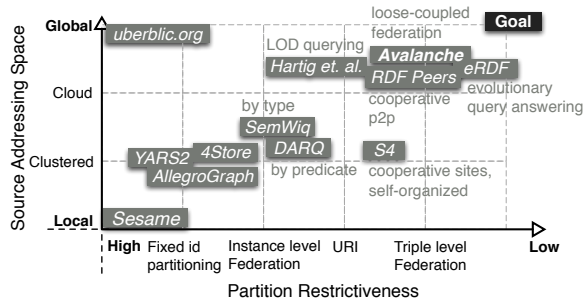 Source Addressing Space
Global
Cloud
Clustered
Local
uberblic.org
loose-coupled
federation
Goal
LOD querying
Hartig et. al.
Avalanche
RDF Peers
eRDF
cooperative
p2p
evolutionary
query answering
by type
SemWiq
DARQ
by predicate
YARS2
4Store
AllegroGraph
S4
cooperative sites,
self-organized
Sesame
High
Fixed id
partitioning
Instance level
Federation
URI
Triple level
Federation
Low
Partition Restrictiveness